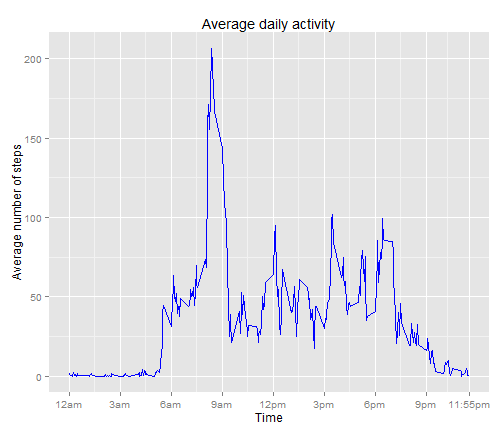 Average daily activity
Average number of steps
200
150
100
50
0
12am 3am 6am 9am 12pm 3pm 6pm 9pm 11:55pm
Time